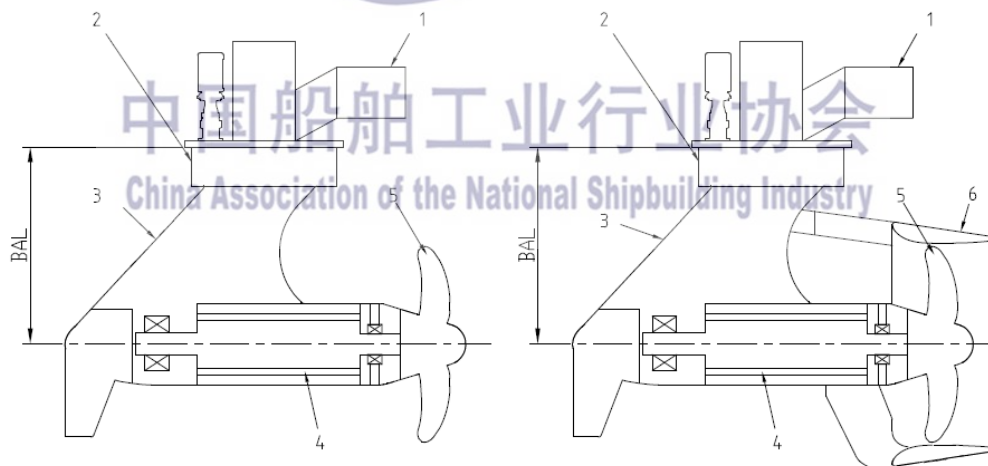 2 1 2 1
中国船舶工业行业协会
China Association of the National Shipbuilding Industry
3 5 3 5 6
BAL BAL
4 4